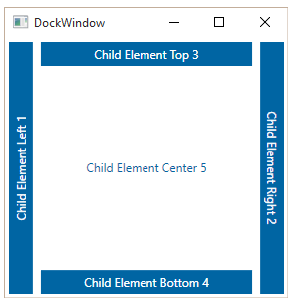 DockWindow
Child Element Top 3
Child Element Left 1
Child Element Center 5
Child Element Right 2
Child Element Bottom 4